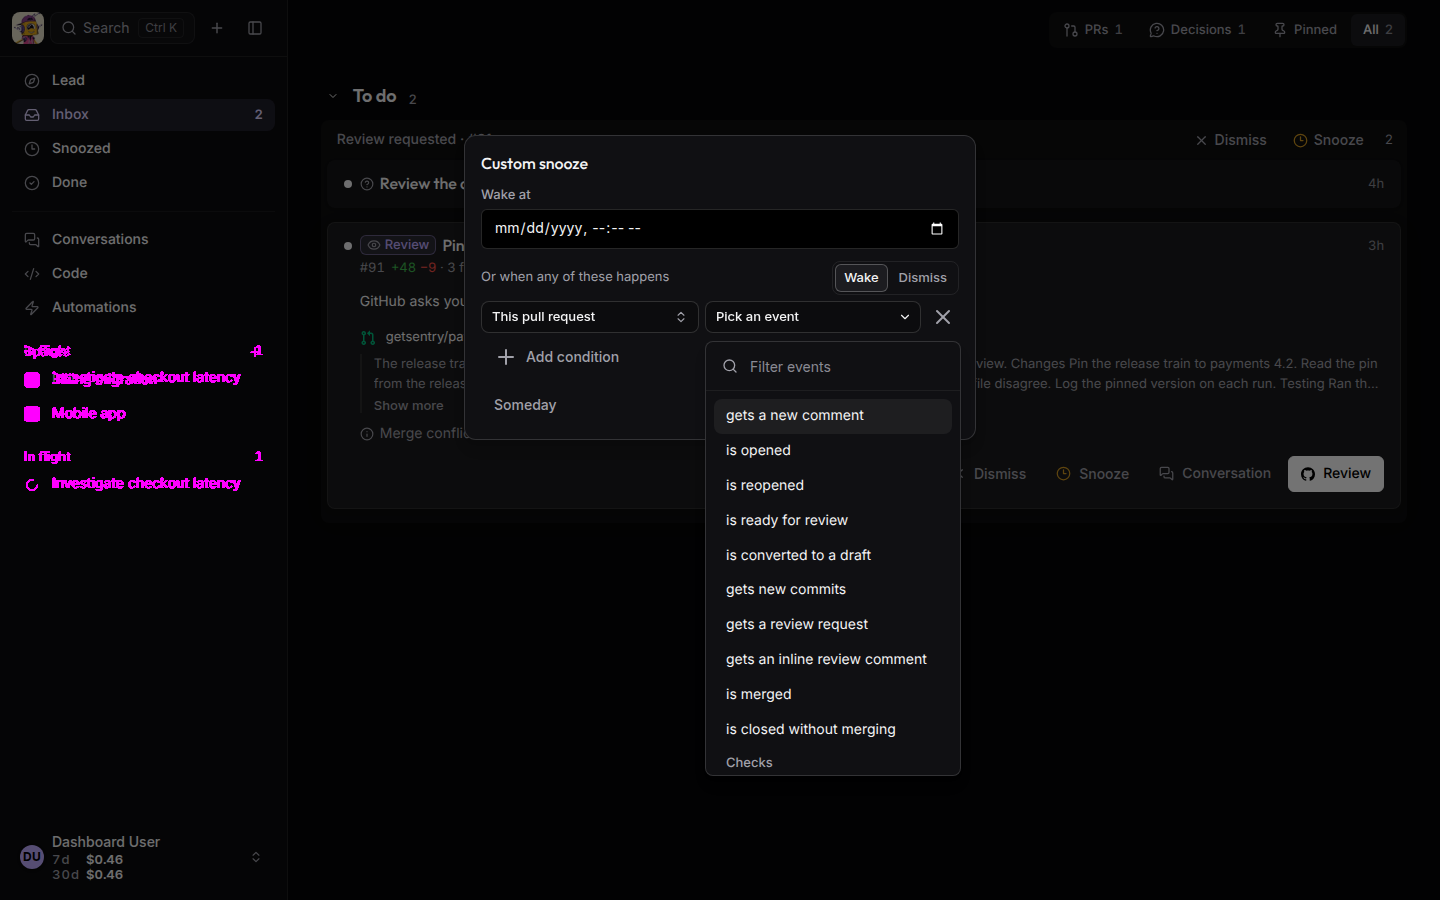 Search Ctrl K
PRs 1 Decisions 1 Pinned All 2
Lead
Inbox 2
Snoozed
Done
Conversations
Code
Automations
Mobile app
In flight 1
Investigate checkout latency
Dashboard User
DU
7d $0.46
30d $0.46
To do 2
Review requested ·
Dismiss Snooze 2
Review the 4h
Review Pin 3h
#91 +48 −9 · 3 f
GitHub asks you
getsentry/pa
The release trai
view. Changes Pin the release train to payments 4.2. Read the pin
from the releas
file disagree. Log the pinned version on each run. Testing Ran th...
Show more
Merge conflic
Dismiss Snooze Conversation Review
Custom snooze
Wake at
mm/dd/yyyy, --:-- --
Or when any of these happens Wake Dismiss
This pull request Pick an event
Add condition
Someday
Filter events
gets a new comment
is opened
is reopened
is ready for review
is converted to a draft
gets new commits
gets a review request
gets an inline review comment
is merged
is closed without merging
Checks